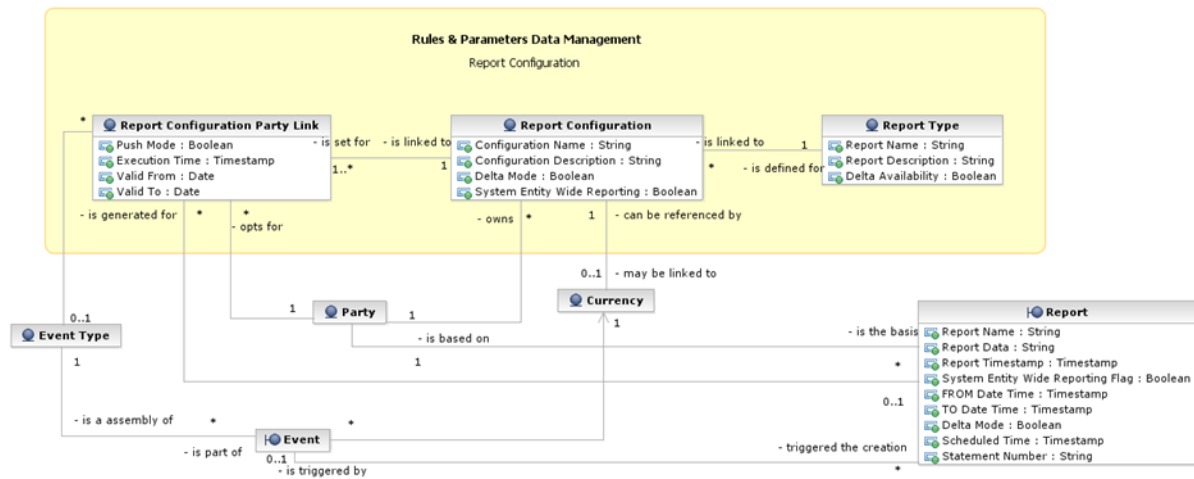 Rules & Parameters Data Management
Report Configuration
*
Report Configuration Party Link
Push Mode : Boolean
Execution Time : Timestamp
Valid From : Date
Valid To : Date
- is set for
- is linked to
1..*
1
Report Configuration
Configuration Name : String
Configuration Description : String
Delta Mode : Boolean
System Entity Wide Reporting : Boolean
- is linked to
1
*
- is defined for
Report Type
Report Name : String
Report Description : String
Delta Availability : Boolean
- is generated for
*
*
- opts for
- owns
*
1
- can be referenced by
0..1
- may be linked to
Currency
1
0..1
Event Type
1
1
Party
1
- is based on
1
- is the basis
*
0..1
Report
Report Name : String
Report Data : String
Report Timestamp : Timestamp
System Entity Wide Reporting Flag : Boolean
FROM Date Time : Timestamp
TO Date Time : Timestamp
Delta Mode : Boolean
Scheduled Time : Timestamp
Statement Number : String
- is a assembly of
*
*
Event
- is part of
0..1
- is triggered by
- triggered the creation
*